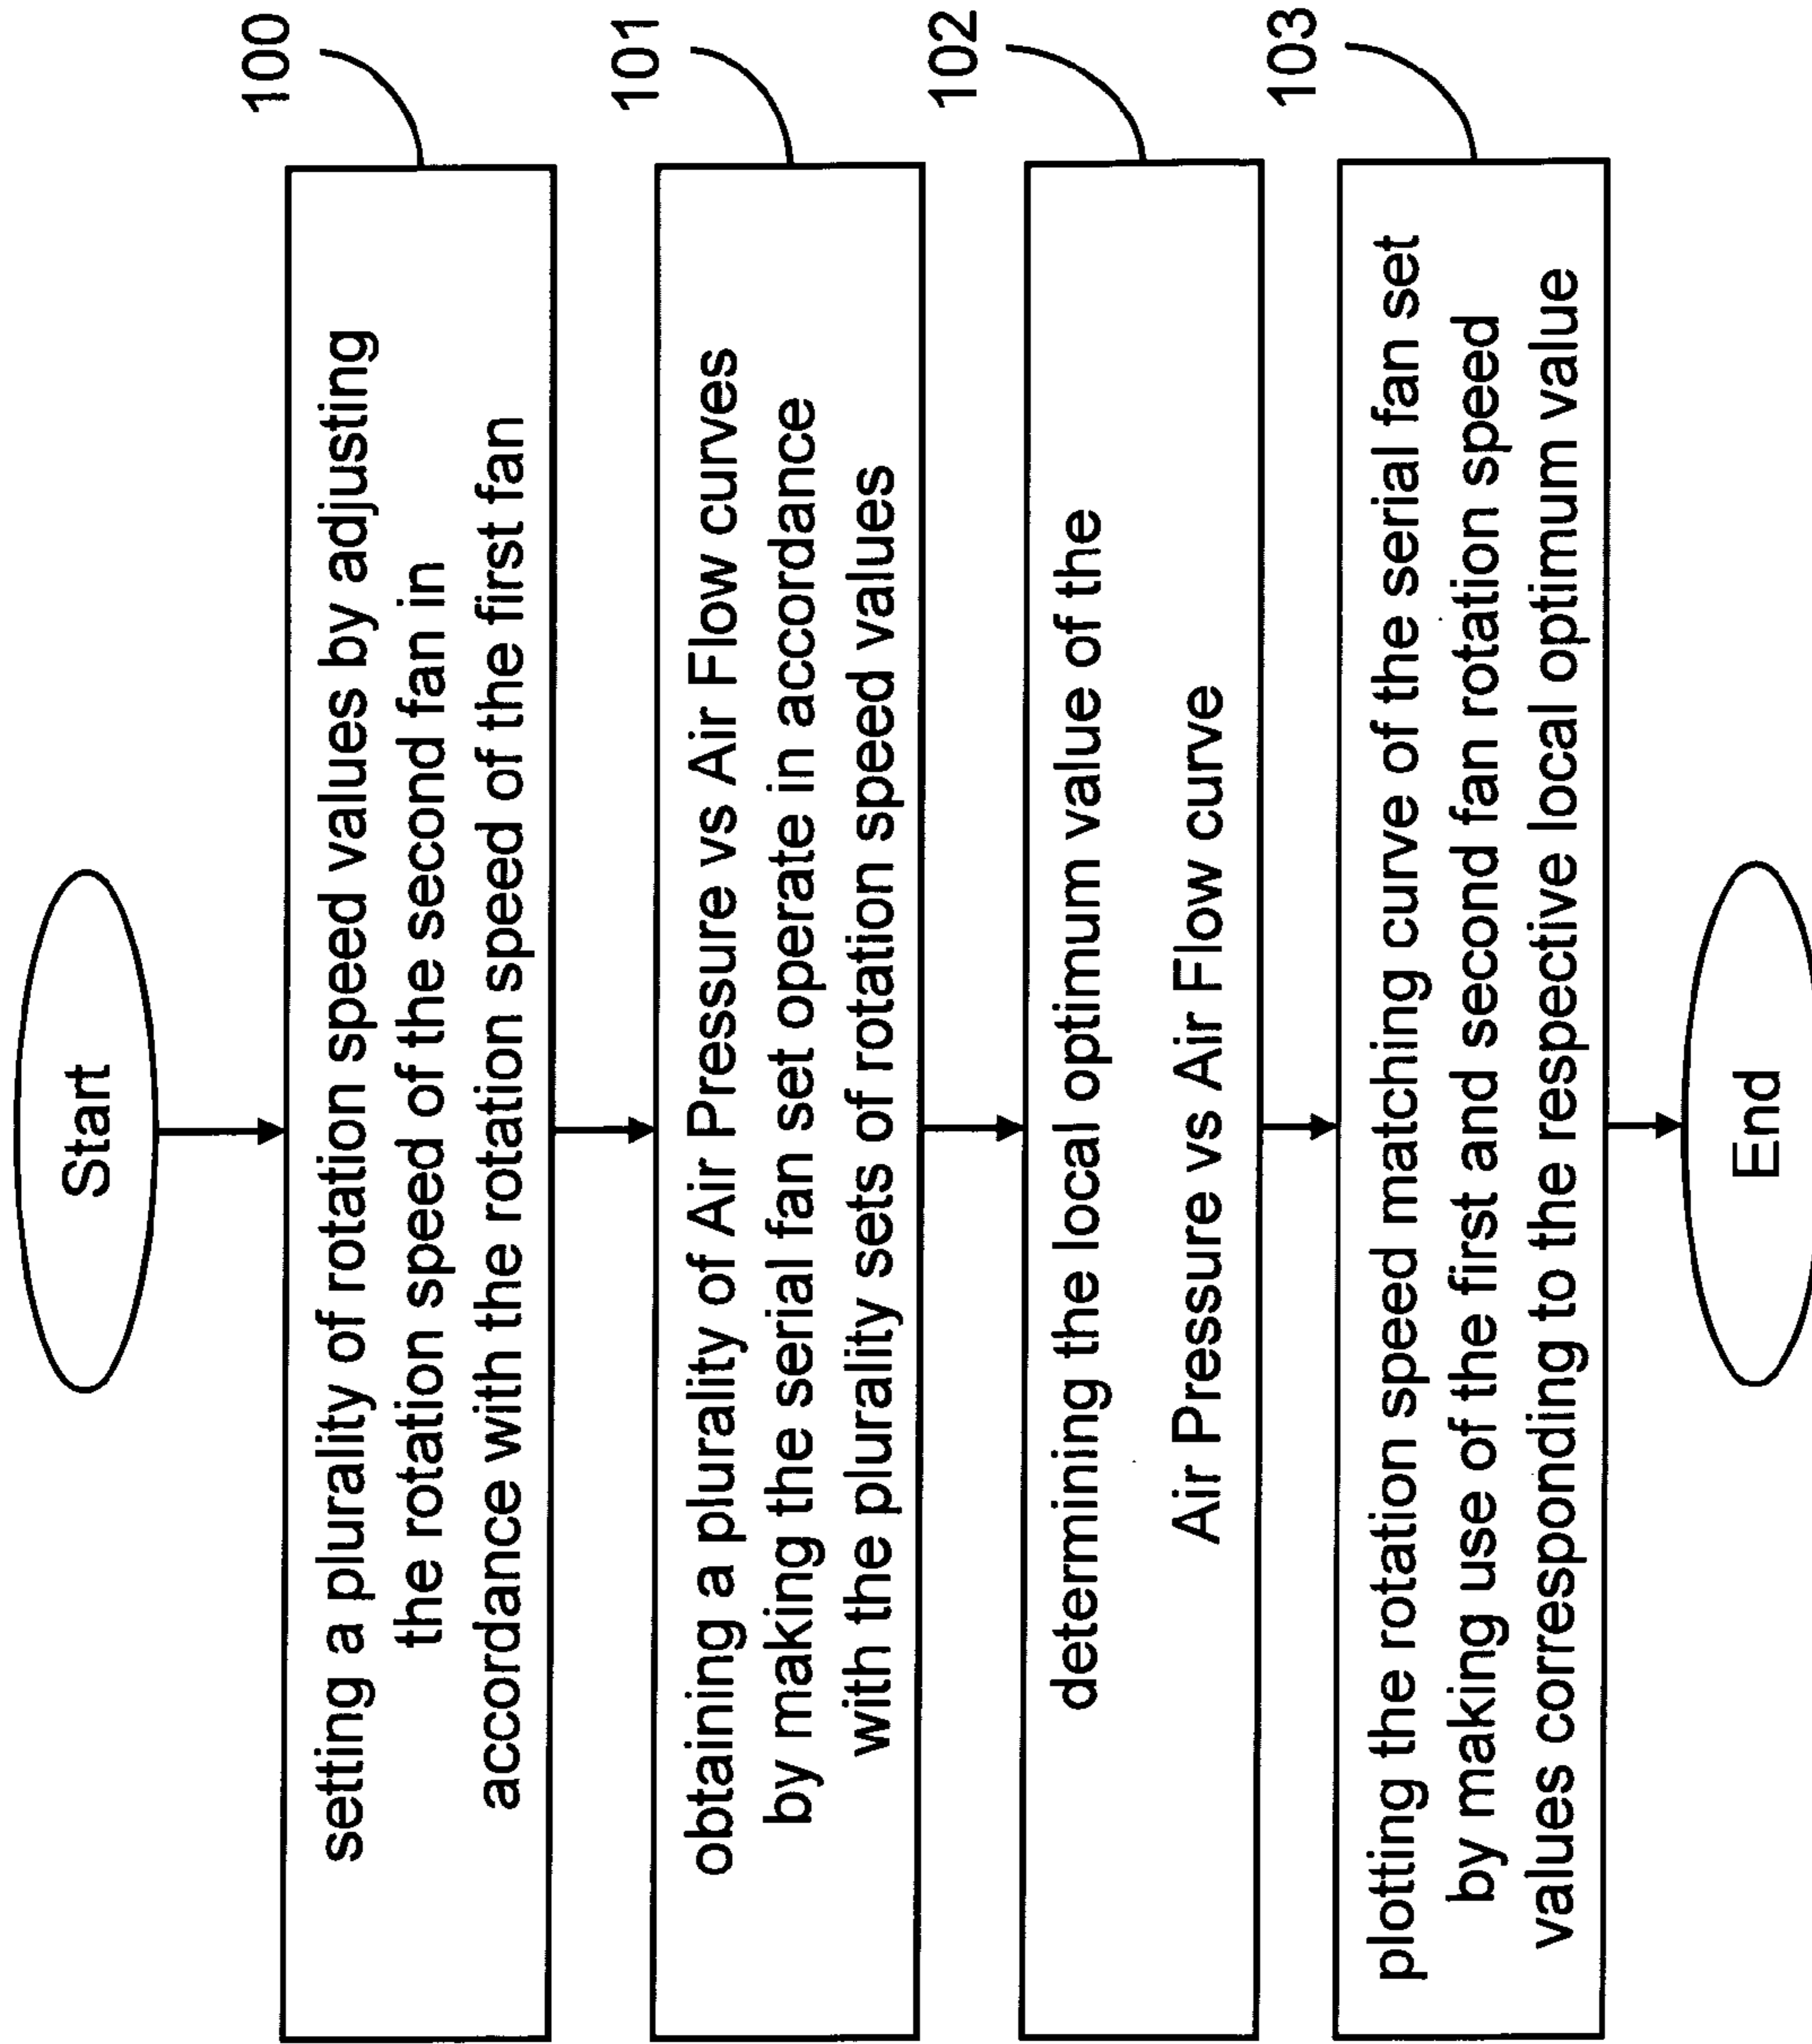 Start
100
setting a plurality of rotation speed values by adjusting
the rotation speed of the second fan in
accordance with the rotation speed of the first fan
101
obtaining a plurality of Air Pressure vs Air Flow curves
by making the serial fan set operate in accordance
with the plurality sets of rotation speed values
102
determining the local optimum value of the
Air Pressure vs Air Flow curve
103
plotting the rotation speed matching curve of the serial fan set
by making use of the first and second fan rotation speed
values corresponding to the respective local optimum value
End